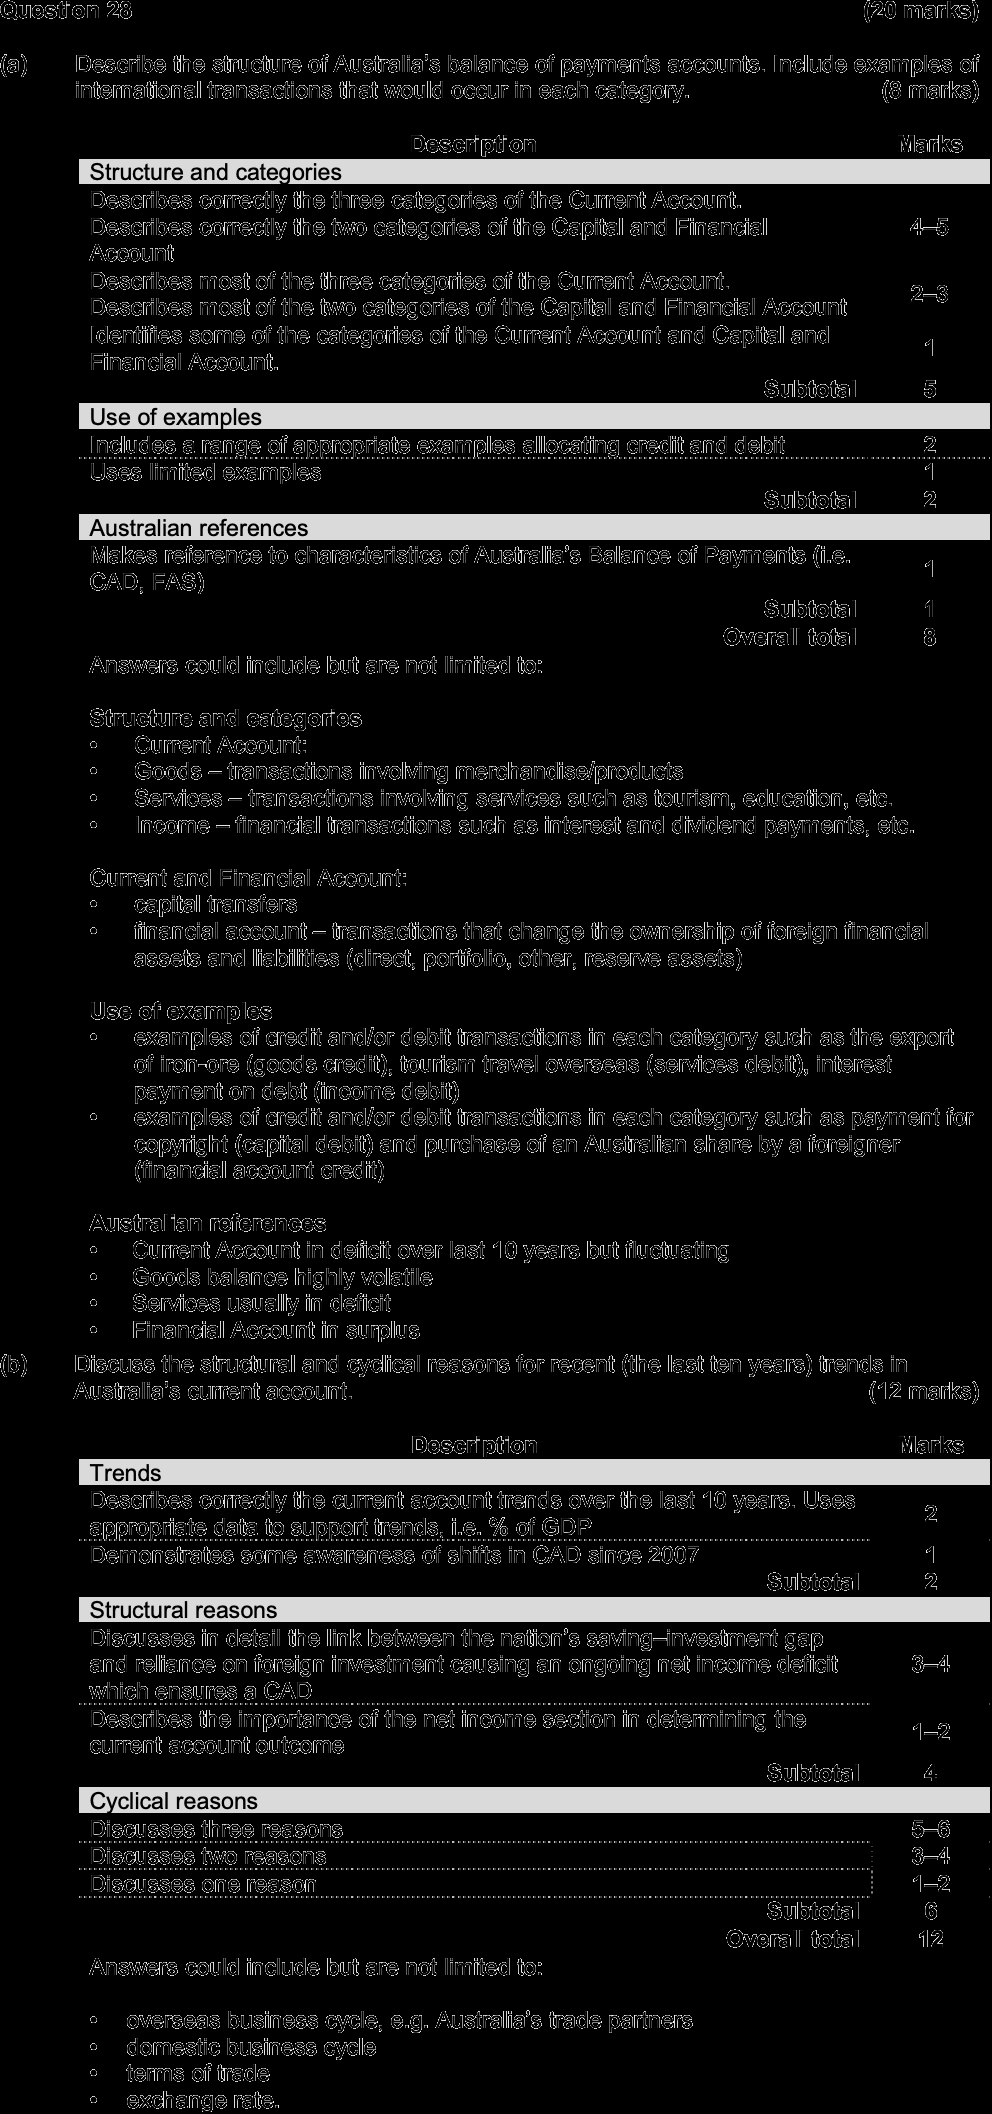 Question 28 (20 marks)
(a) Describe the structure of Australia's balance of payments accounts. Include examples of
international transactions that would occur in each category. (8 marks)
Description Marks
Structure and categories
Describes correctly the three categories of the Current Account.
Describes correctly the two categories of the Capital and Financial
Account
4–5
Describes most of the three categories of the Current Account.
Describes most of the two categories of the Capital and Financial Account
2–3
Identifies some of the categories of the Current Account and Capital and
Financial Account.
1
Subtotal 5
Use of examples
Includes a range of appropriate examples allocating credit and debit 2
Uses limited examples 1
Subtotal 2
Australian references
Makes reference to characteristics of Australia's Balance of Payments (i.e.
CAD, FAS)
1
Subtotal 1
Overall total 8
Answers could include but are not limited to:
Structure and categories
• Current Account:
• Goods – transactions involving merchandise/products
• Services – transactions involving services such as tourism, education, etc.
• Income – financial transactions such as interest and dividend payments, etc.
Current and Financial Account:
• capital transfers
• financial account – transactions that change the ownership of foreign financial
assets and liabilities (direct, portfolio, other, reserve assets)
Use of examples
• examples of credit and/or debit transactions in each category such as the export
of iron-ore (goods credit), tourism travel overseas (services debit), interest
payment on debt (income debit)
• examples of credit and/or debit transactions in each category such as payment for
copyright (capital debit) and purchase of an Australian share by a foreigner
(financial account credit)
Australian references
• Current Account in deficit over last 10 years but fluctuating
• Goods balance highly volatile
• Services usually in deficit
• Financial Account in surplus
(b) Discuss the structural and cyclical reasons for recent (the last ten years) trends in
Australia's current account. (12 marks)
Description Marks
Trends
Describes correctly the current account trends over the last 10 years. Uses
appropriate data to support trends, i.e. % of GDP
2
Demonstrates some awareness of shifts in CAD since 2007 1
Subtotal 2
Structural reasons
Discusses in detail the link between the nation's saving–investment gap
and reliance on foreign investment causing an ongoing net income deficit
which ensures a CAD
3–4
Describes the importance of the net income section in determining the
current account outcome
1–2
Subtotal 4
Cyclical reasons
Discusses three reasons 5–6
Discusses two reasons 3–4
Discusses one reason 1–2
Subtotal 6
Overall total 12
Answers could include but are not limited to:
• overseas business cycle, e.g. Australia's trade partners
• domestic business cycle
• terms of trade
• exchange rate.